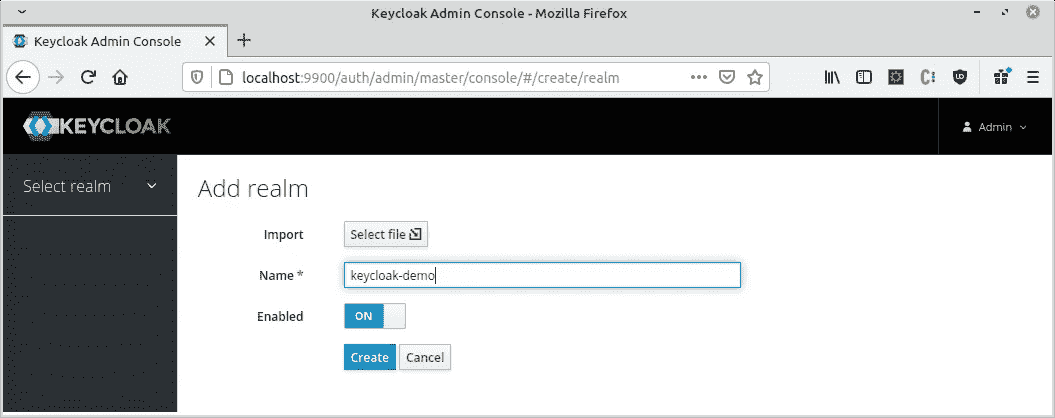 Keycloak Admin Console - Mozilla Firefox
Keycloak Admin Console
localhost:9900/auth/admin/master/console/#/create/realm
KEYCLOAK
Admin
Select realm
Add realm
Import
Select file
Name *
keycloak-demo
Enabled
ON
Create
Cancel